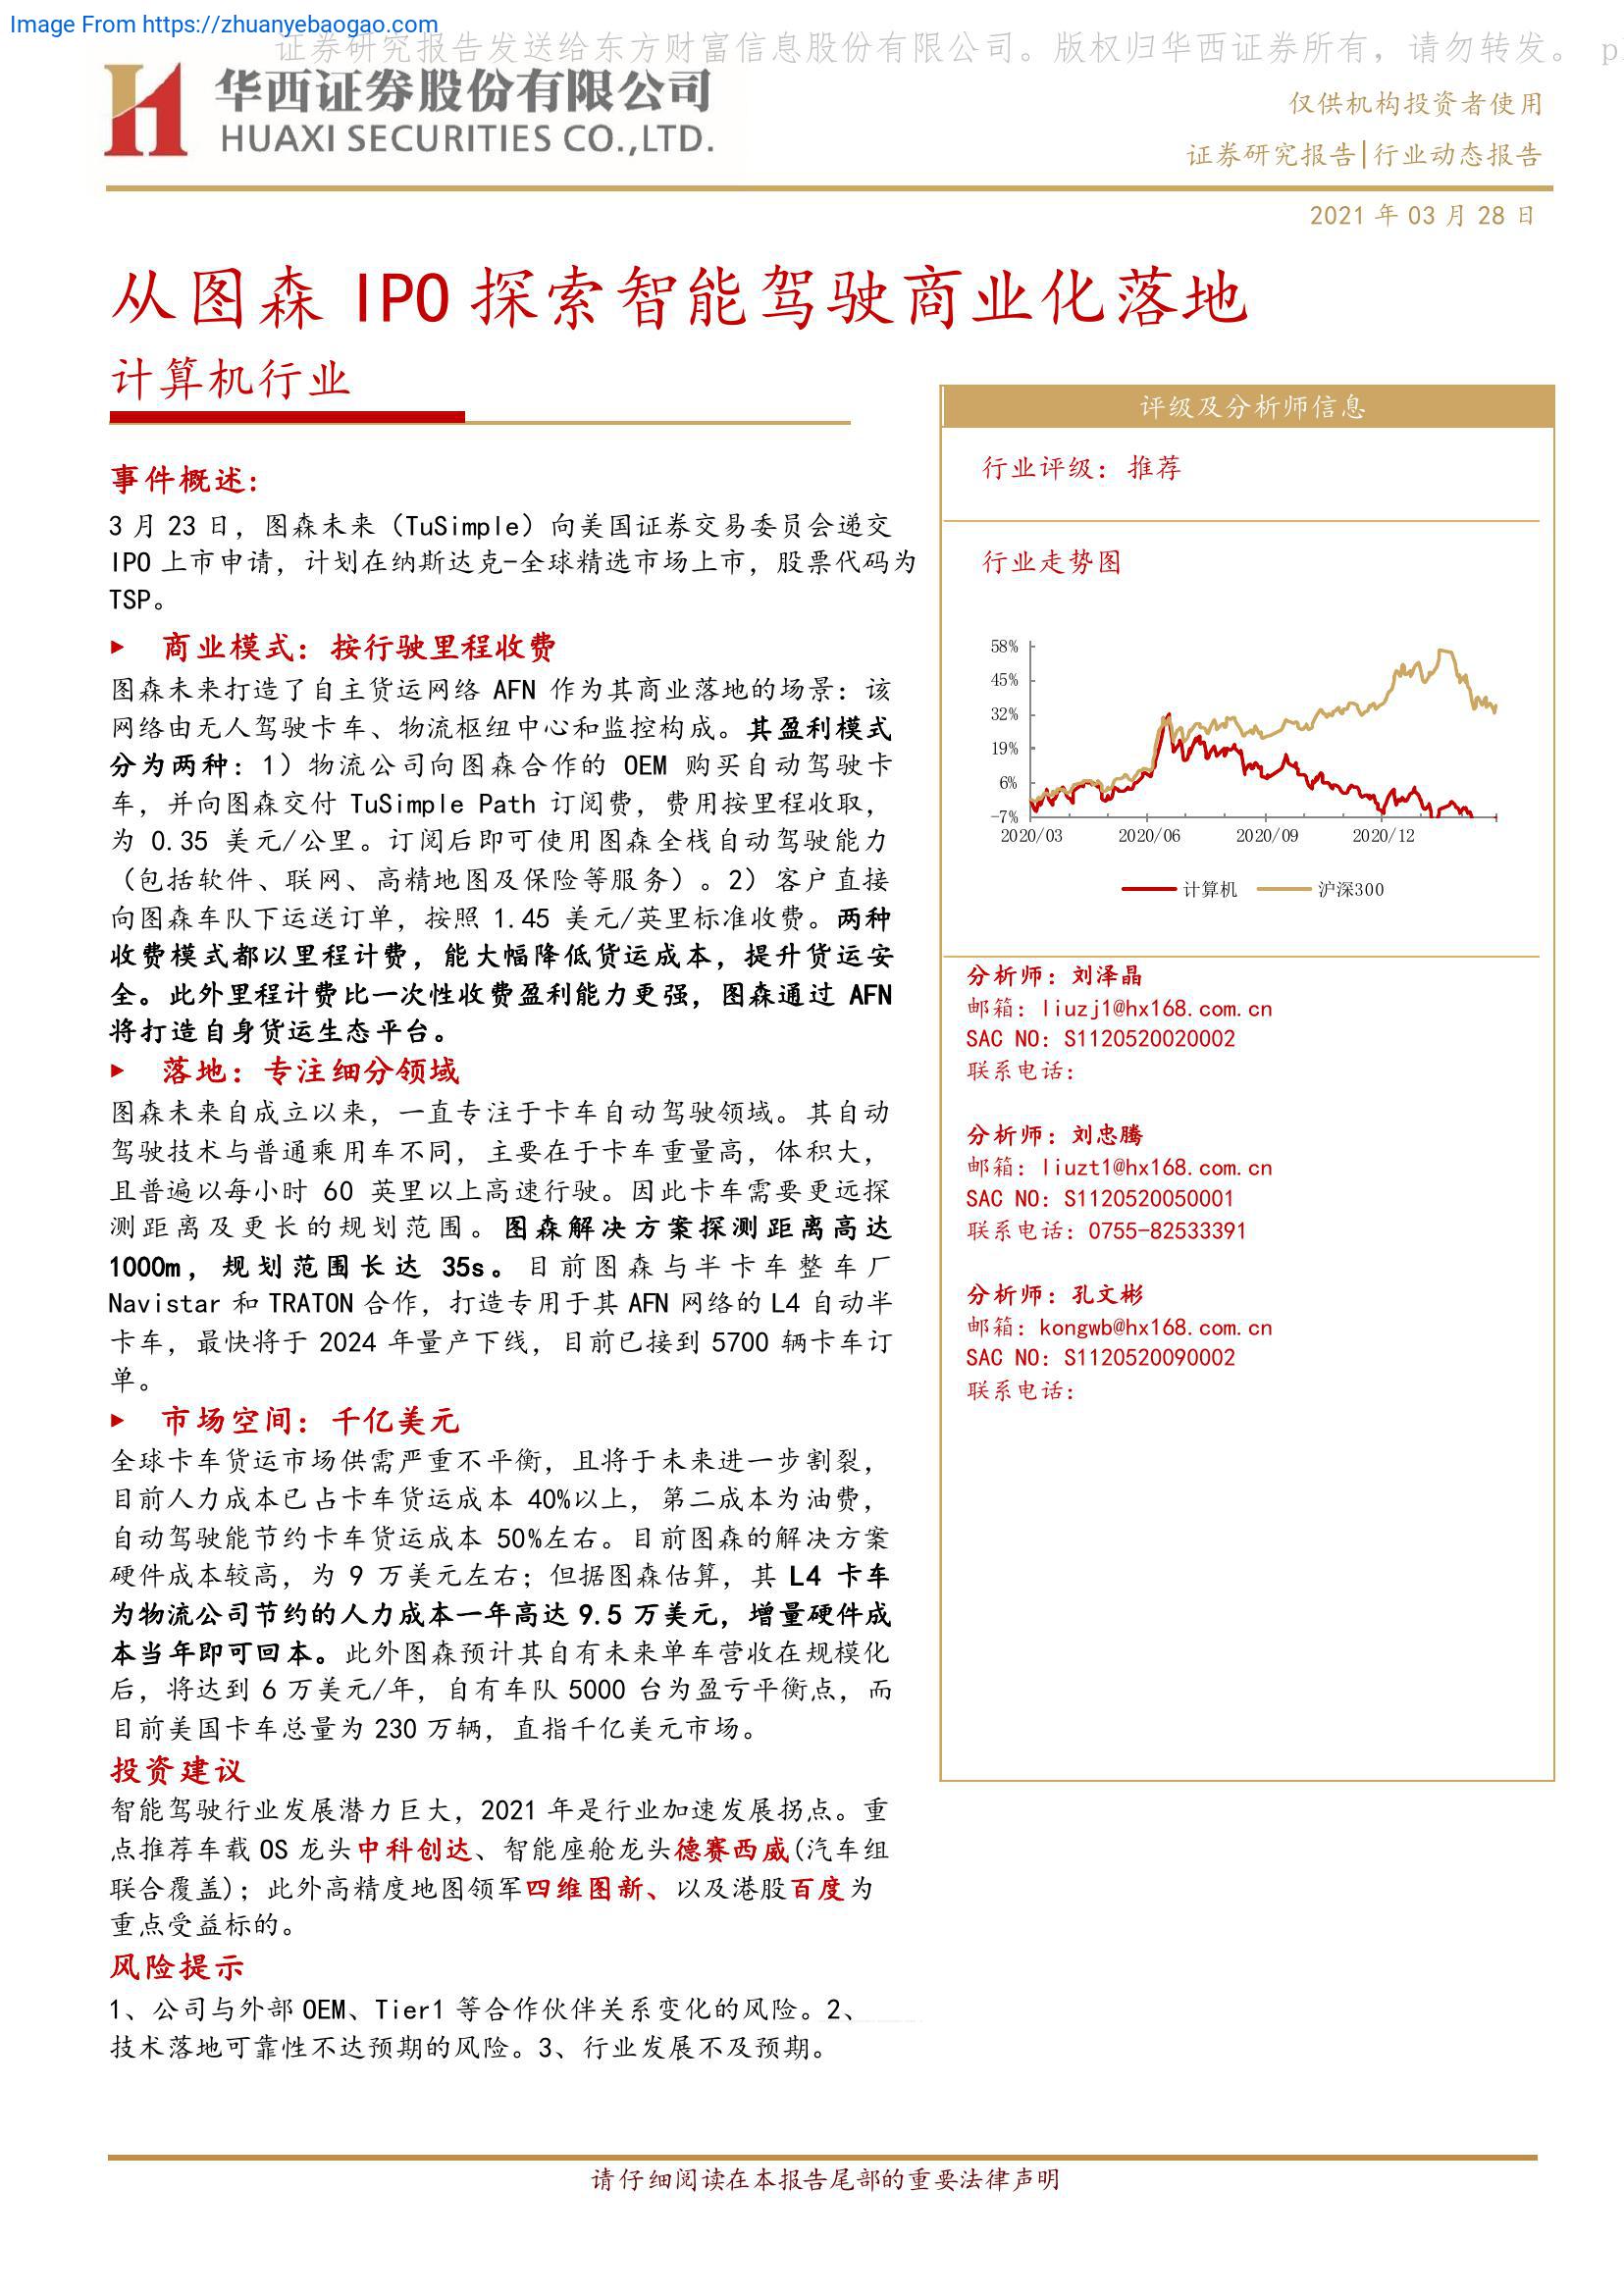 Image From https://zhuanyebaogao.com
证券研究报告发送给东方财富信息股份有限公司。版权归华西证券所有，请勿转发。 p
华西证券股份有限公司
HUAXI SECURITIES CO.,LTD.
仅供机构投资者使用
证券研究报告|行业动态报告
2021 年 03 月 28 日
从图森 IPO 探索智能驾驶商业化落地
计算机行业
事件概述：
3 月 23 日，图森未来（TuSimple）向美国证券交易委员会递交
IPO 上市申请，计划在纳斯达克-全球精选市场上市，股票代码为
TSP。
► 商业模式：按行驶里程收费
图森未来打造了自主货运网络 AFN 作为其商业落地的场景：该
网络由无人驾驶卡车、物流枢纽中心和监控构成。其盈利模式
分为两种：1）物流公司向图森合作的 OEM 购买自动驾驶卡
车，并向图森交付 TuSimple Path 订阅费，费用按里程收取，
为 0.35 美元/公里。订阅后即可使用图森全栈自动驾驶能力
（包括软件、联网、高精地图及保险等服务）。2）客户直接
向图森车队下运送订单，按照 1.45 美元/英里标准收费。两种
收费模式都以里程计费，能大幅降低货运成本，提升货运安
全。此外里程计费比一次性收费盈利能力更强，图森通过 AFN
将打造自身货运生态平台。
► 落地：专注细分领域
图森未来自成立以来，一直专注于卡车自动驾驶领域。其自动
驾驶技术与普通乘用车不同，主要在于卡车重量高，体积大，
且普遍以每小时 60 英里以上高速行驶。因此卡车需要更远探
测距离及更长的规划范围。图森解决方案探测距离高达
1000m，规划范围长达 35s。目前图森与半卡车整车厂
Navistar 和 TRATON 合作，打造专用于其 AFN 网络的 L4 自动半
卡车，最快将于 2024 年量产下线，目前已接到 5700 辆卡车订
单。
► 市场空间：千亿美元
全球卡车货运市场供需严重不平衡，且将于未来进一步割裂，
目前人力成本已占卡车货运成本 40%以上，第二成本为油费，
自动驾驶能节约卡车货运成本 50%左右。目前图森的解决方案
硬件成本较高，为 9 万美元左右；但据图森估算，其 L4 卡车
为物流公司节约的人力成本一年高达 9.5 万美元，增量硬件成
本当年即可回本。此外图森预计其自有未来单车营收在规模化
后，将达到 6 万美元/年，自有车队 5000 台为盈亏平衡点，而
目前美国卡车总量为 230 万辆，直指千亿美元市场。
投资建议
智能驾驶行业发展潜力巨大，2021 年是行业加速发展拐点。重
点推荐车载 OS 龙头中科创达、智能座舱龙头德赛西威(汽车组
联合覆盖)；此外高精度地图领军四维图新、以及港股百度为
重点受益标的。
风险提示
1、公司与外部 OEM、Tier1 等合作伙伴关系变化的风险。2、
技术落地可靠性不达预期的风险。3、行业发展不及预期。
评级及分析师信息
行业评级：推荐
行业走势图
58%
45%
32%
19%
6%
-7%
2020/03 2020/06 2020/09 2020/12
计算机 沪深300
分析师：刘泽晶
邮箱：liuzj1@hx168.com.cn
SAC NO：S1120520020002
联系电话：
分析师：刘忠腾
邮箱：liuzt1@hx168.com.cn
SAC NO：S1120520050001
联系电话：0755-82533391
分析师：孔文彬
邮箱：kongwb@hx168.com.cn
SAC NO：S1120520090002
联系电话：
请仔细阅读在本报告尾部的重要法律声明